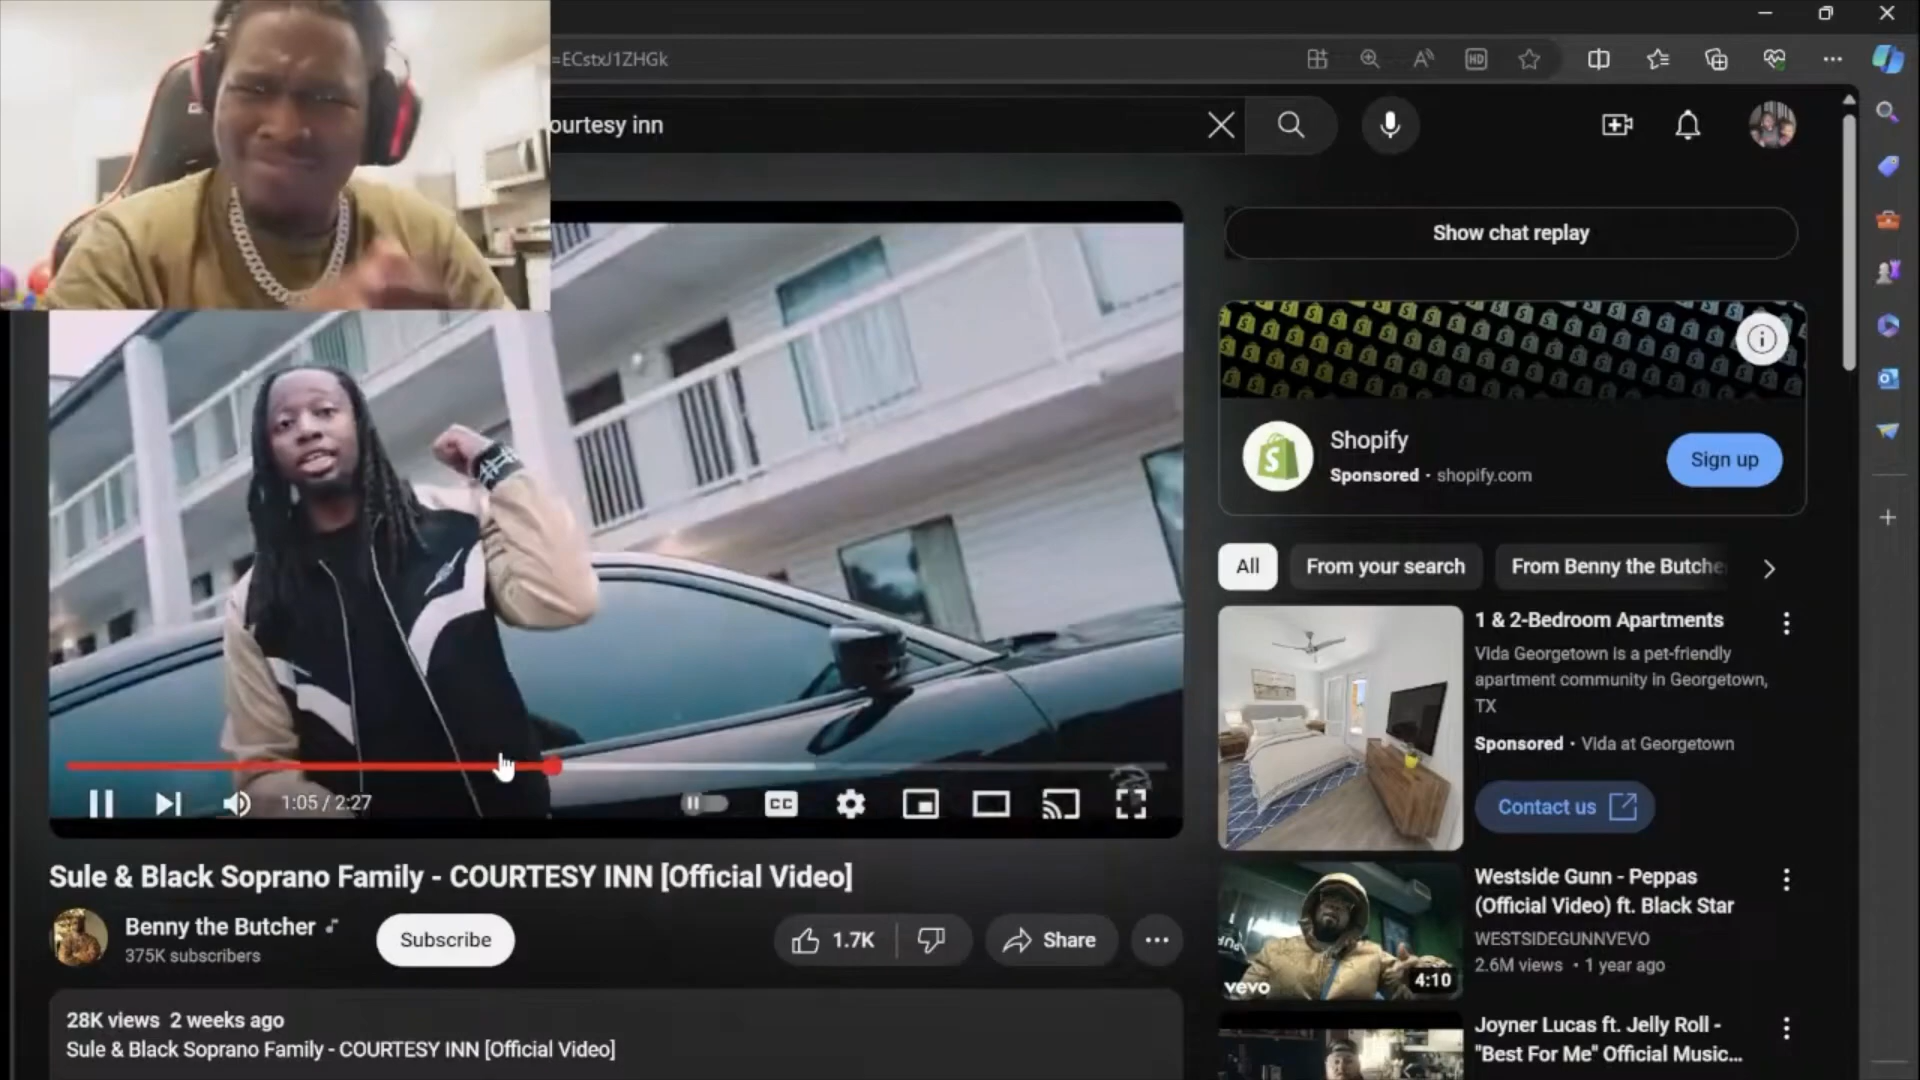 =ECstxJ1ZHGk
HD
ourtesy inn
Show chat replay
Shopify
Sponsored · shopify.com
Sign up
All
From your search
From Benny the Butche
1 & 2-Bedroom Apartments
Vida Georgetown is a pet-friendly
apartment community in Georgetown,
TX
Sponsored · Vida at Georgetown
Contact us
1:05 / 2:27
CC
Sule & Black Soprano Family - COURTESY INN [Official Video]
Benny the Butcher
375K subscribers
Subscribe
1.7K
Share
28K views 2 weeks ago
Sule & Black Soprano Family - COURTESY INN [Official Video]
vevo
4:10
Westside Gunn - Peppas
(Official Video) ft. Black Star
WESTSIDEGUNNVEVO
2.6M views · 1 year ago
Joyner Lucas ft. Jelly Roll -
"Best For Me" Official Music...